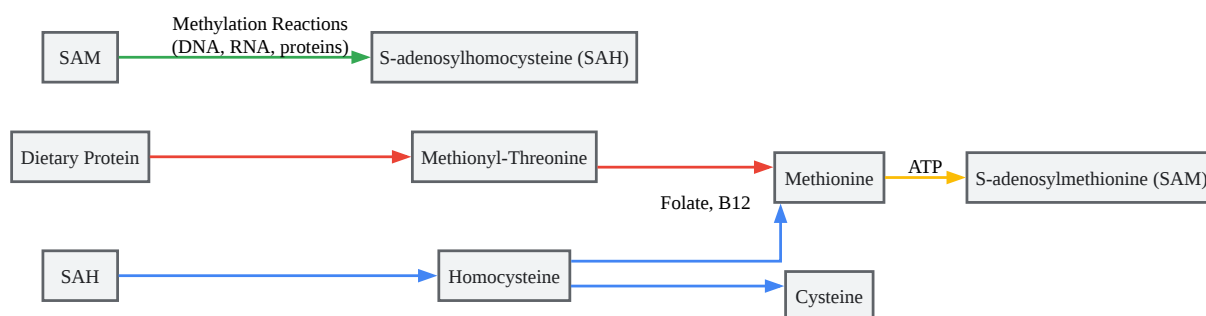 Methylation Reactions
(DNA, RNA, proteins)
SAM
S-adenosylhomocysteine (SAH)
Dietary Protein
Methionyl-Threonine
Methionine
ATP
S-adenosylmethionine (SAM)
Folate, B12
SAH
Homocysteine
Cysteine